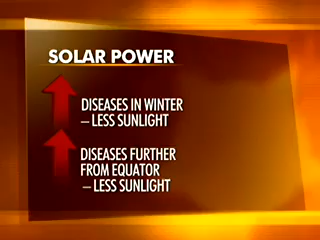 SOLAR POWER
DISEASES IN WINTER
– LESS SUNLIGHT
DISEASES FURTHER
FROM EQUATOR
– LESS SUNLIGHT